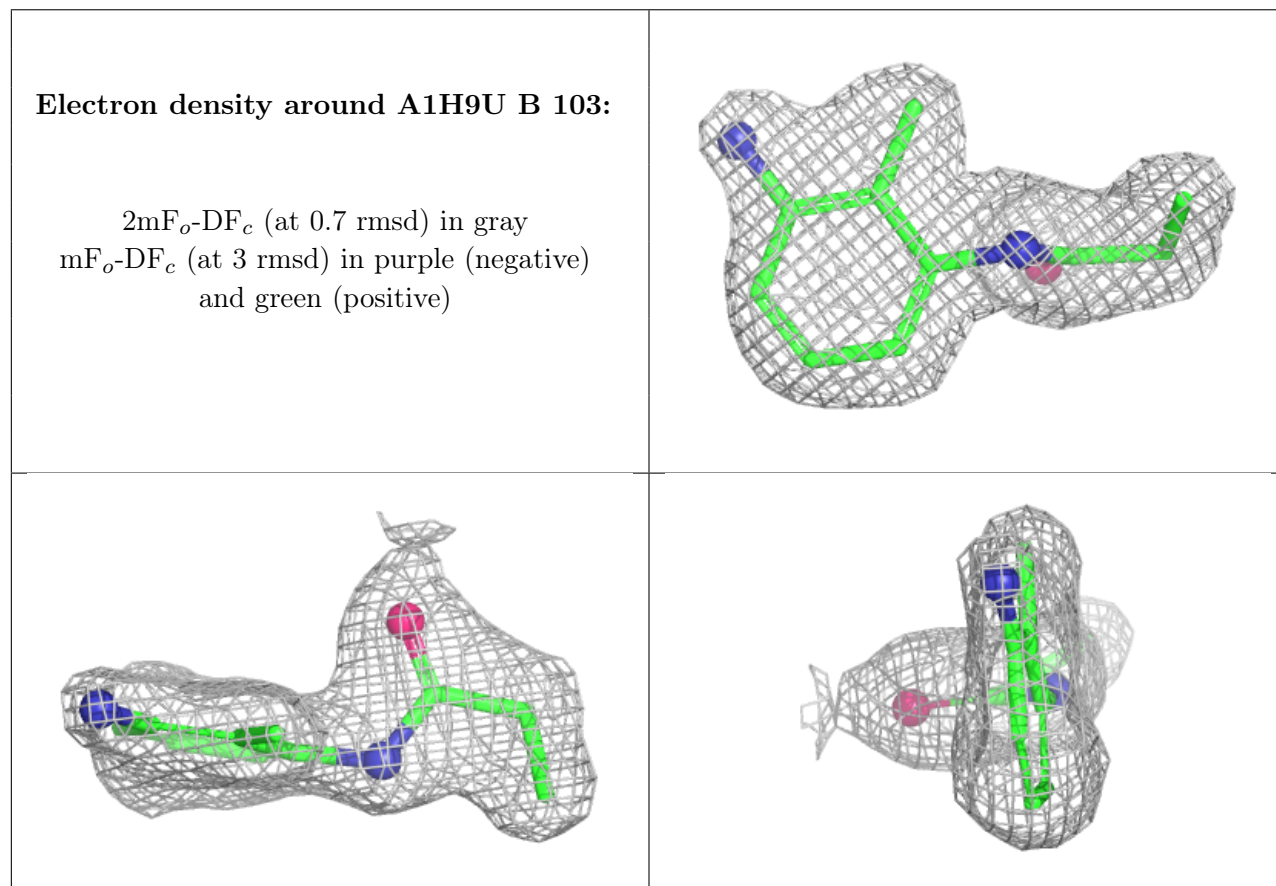 Electron density around A1H9U B 103:
2mFo-DFc (at 0.7 rmsd) in gray
mFo-DFc (at 3 rmsd) in purple (negative)
and green (positive)